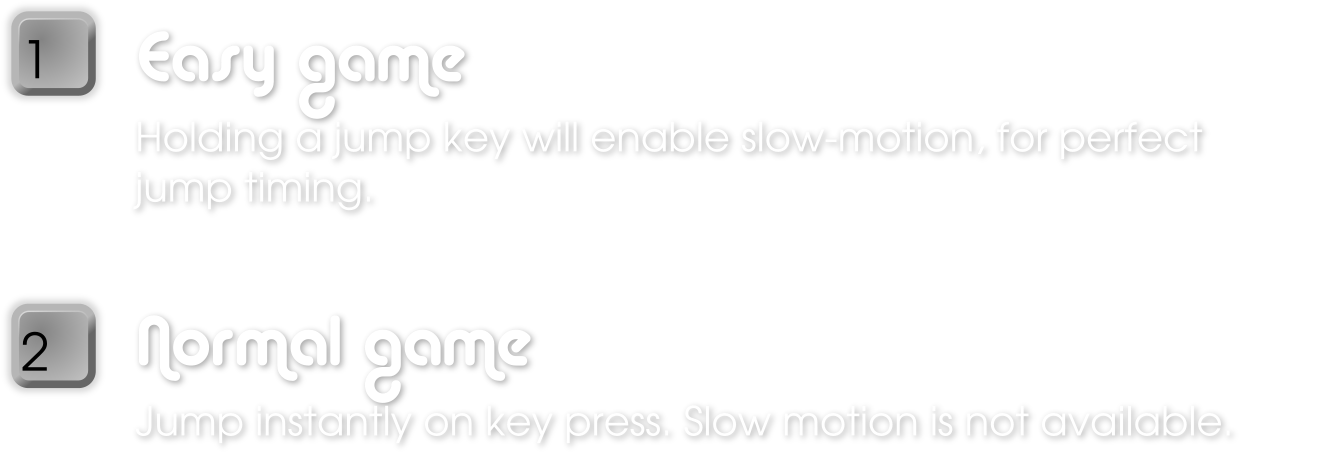 1
Easy game
Holding a jump key will enable slow-motion, for perfect
jump timing.
2
Normal game
Jump instantly on key press. Slow motion is not available.